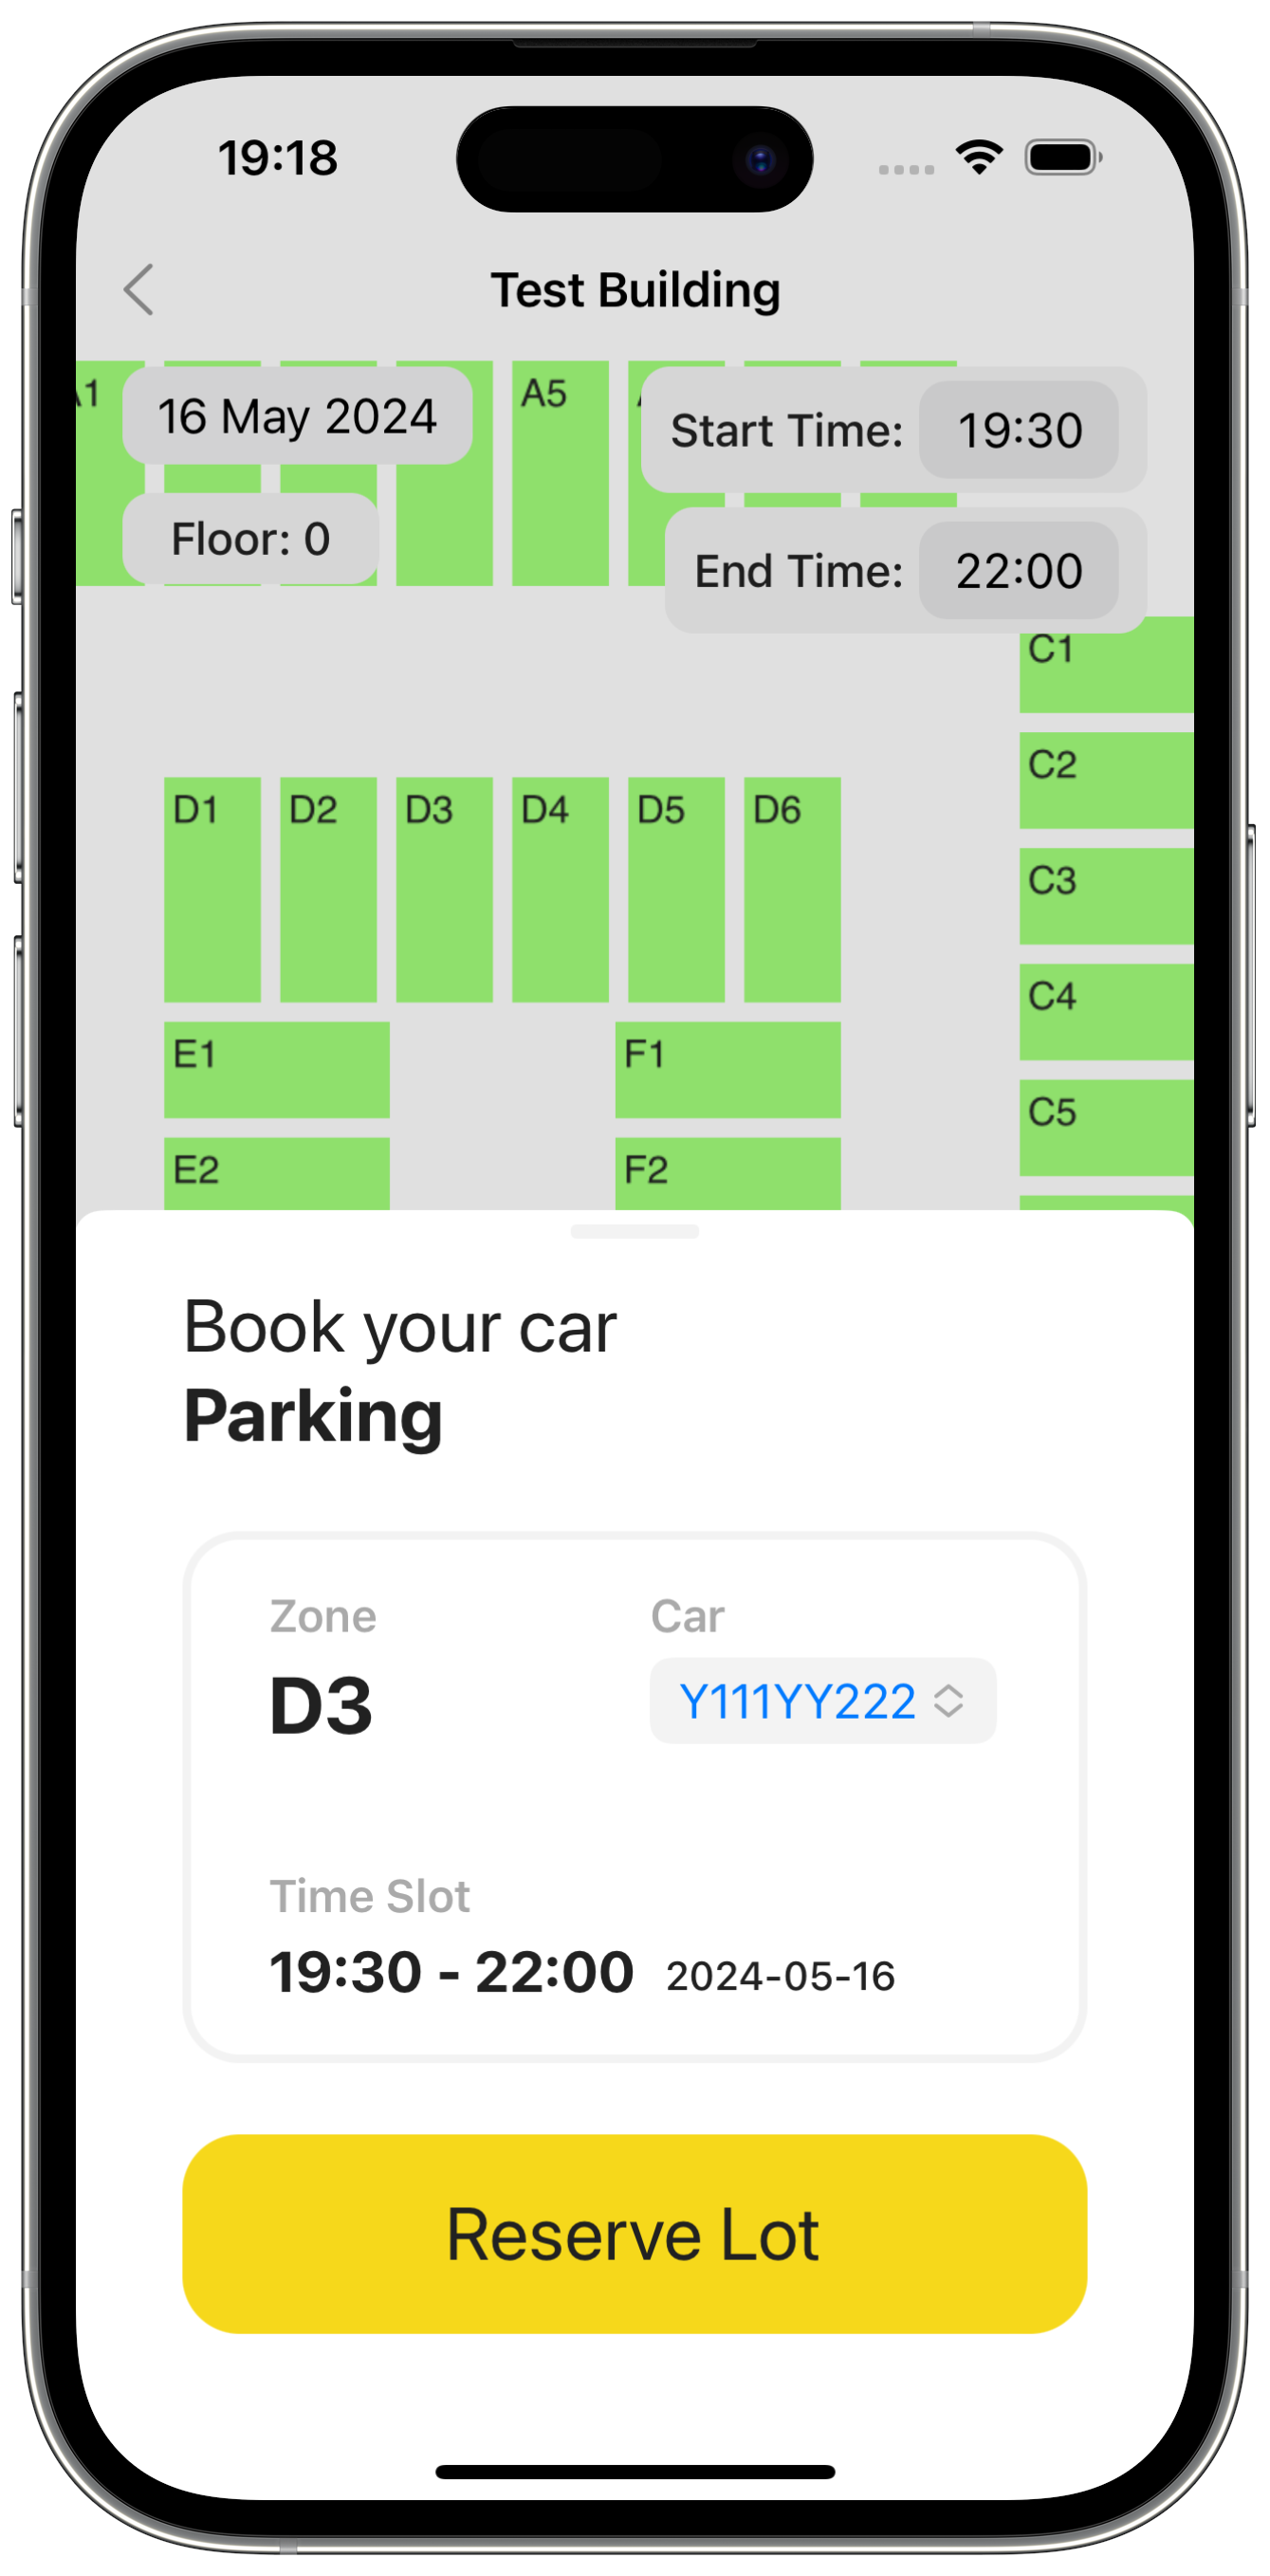 19:18
Test Building
A5
16 May 2024
Start Time: 19:30
Floor: 0
End Time: 22:00
C1
C2
D1 D2 D3 D4 D5 D6
C3
C4
E1 F1
C5
E2 F2
Book your car
Parking
Zone Car
D3 Y111YY222
Time Slot
19:30 - 22:00 2024-05-16
Reserve Lot